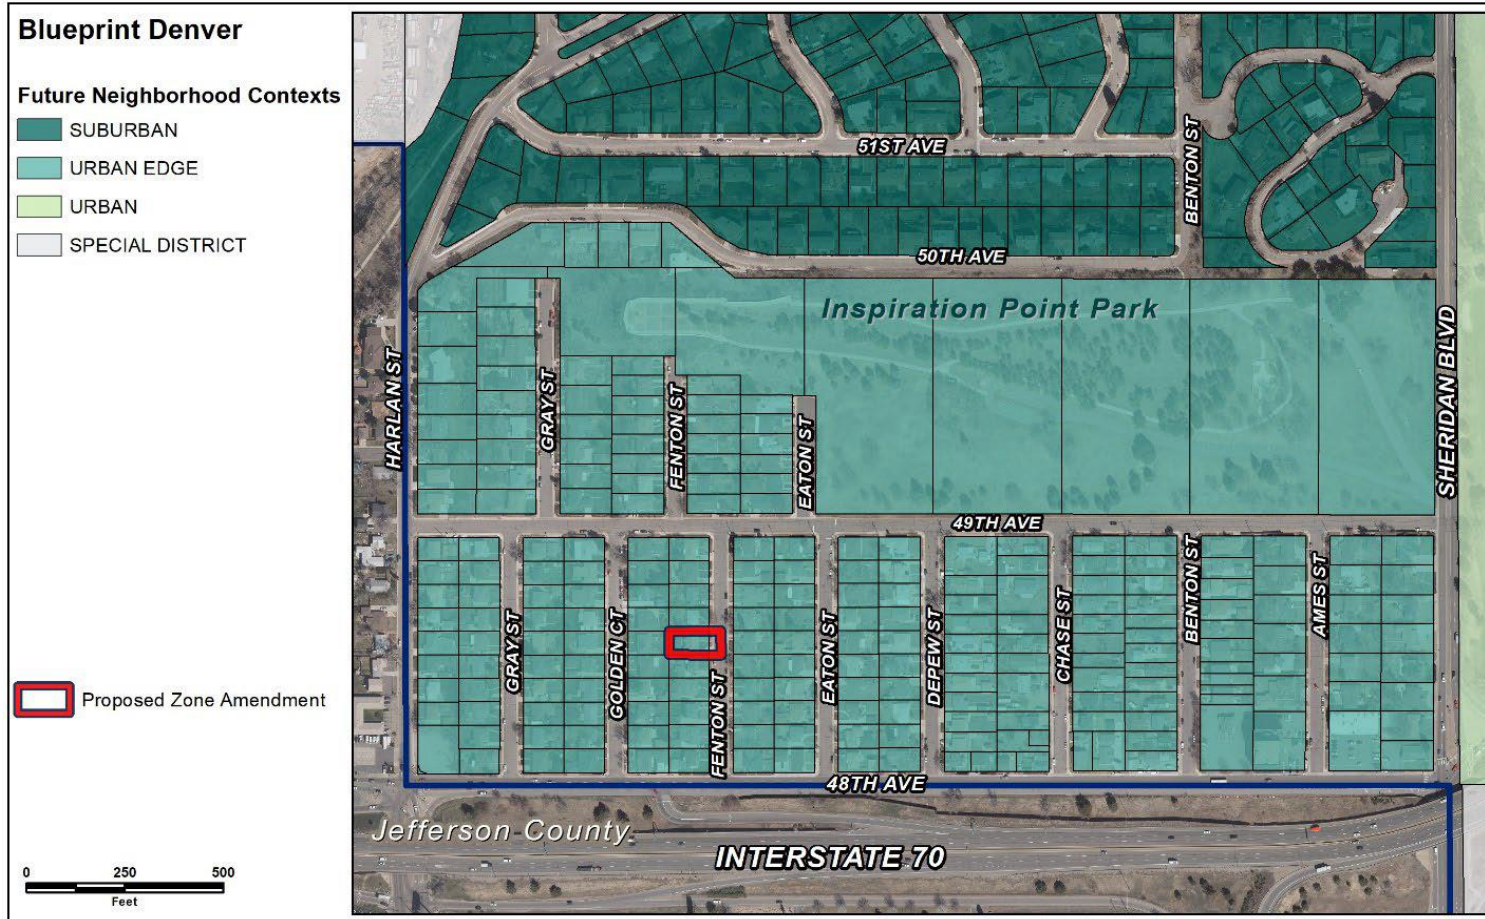 Blueprint Denver
Future Neighborhood Contexts
SUBURBAN
URBAN EDGE
URBAN
SPECIAL DISTRICT
Proposed Zone Amendment
0 250 500
Feet
51ST AVE
BENTON ST
50TH AVE
Inspiration Point Park
HARLAN ST
GRAY ST
FENTON ST
EATON ST
SHERIDAN BLVD
49TH AVE
GRAY ST
GOLDEN CT
FENTON ST
EATON ST
DEPEW ST
CHASE ST
BENTON ST
AMES ST
48TH AVE
Jefferson County
INTERSTATE 70